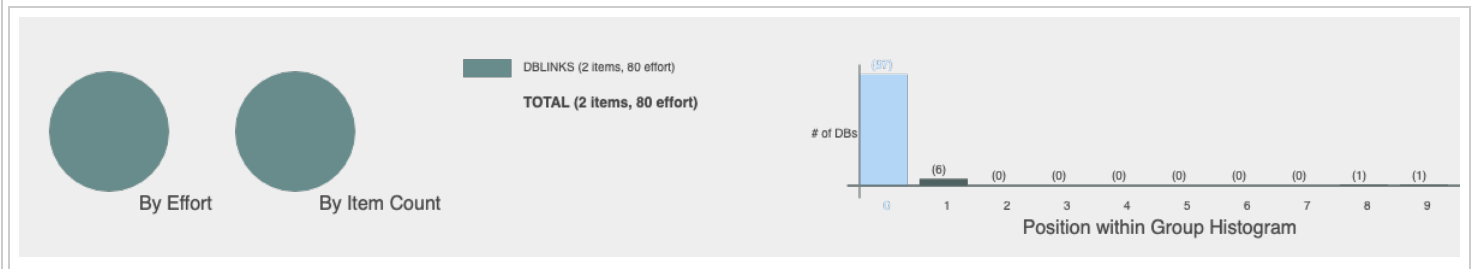 DBLINKS (2 items, 80 effort)
TOTAL (2 items, 80 effort)
By Effort
By Item Count
(97)
# of DBs
(6) (0) (0) (0) (0) (0) (0) (1) (1)
0 1 2 3 4 5 6 7 8 9
Position within Group Histogram